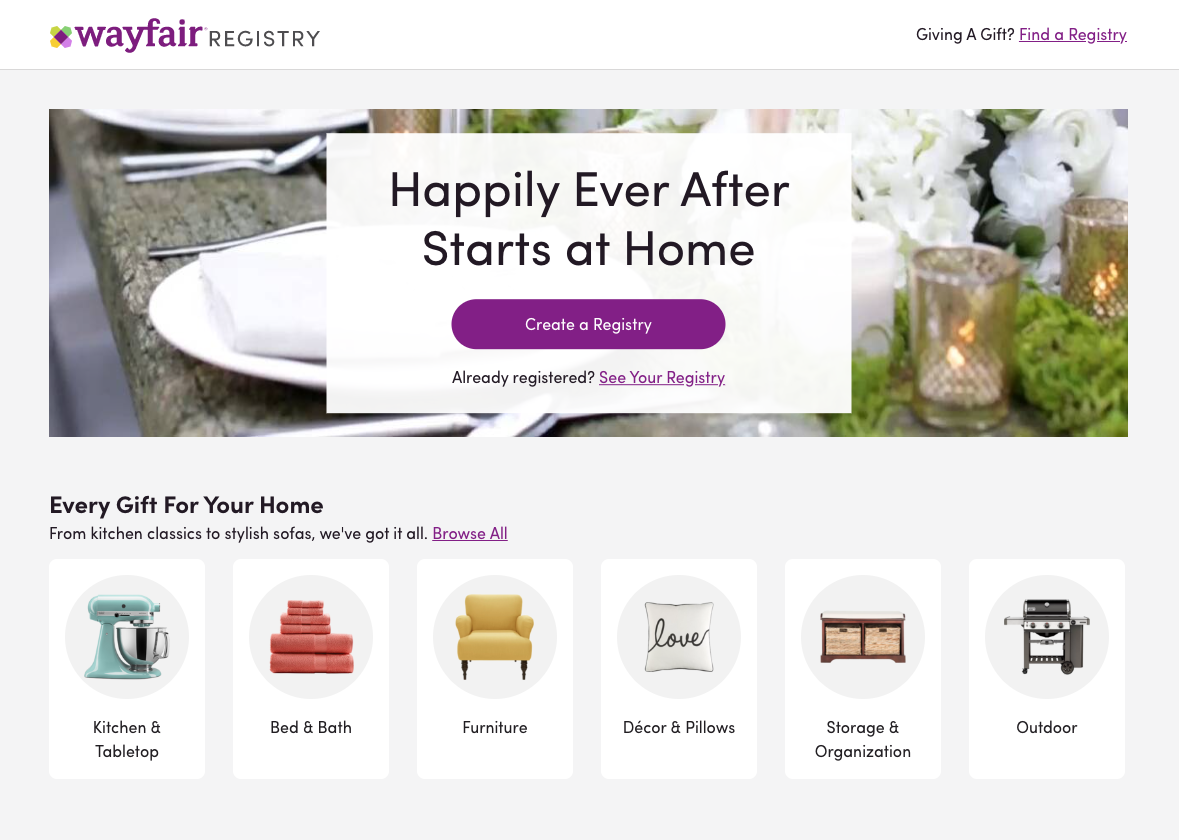 wayfair REGISTRY
Giving A Gift? Find a Registry
Happily Ever After
Starts at Home
Create a Registry
Already registered? See Your Registry
Every Gift For Your Home
From kitchen classics to stylish sofas, we've got it all. Browse All
love
Kitchen &
Tabletop
Bed & Bath
Furniture
Décor & Pillows
Storage &
Organization
Outdoor